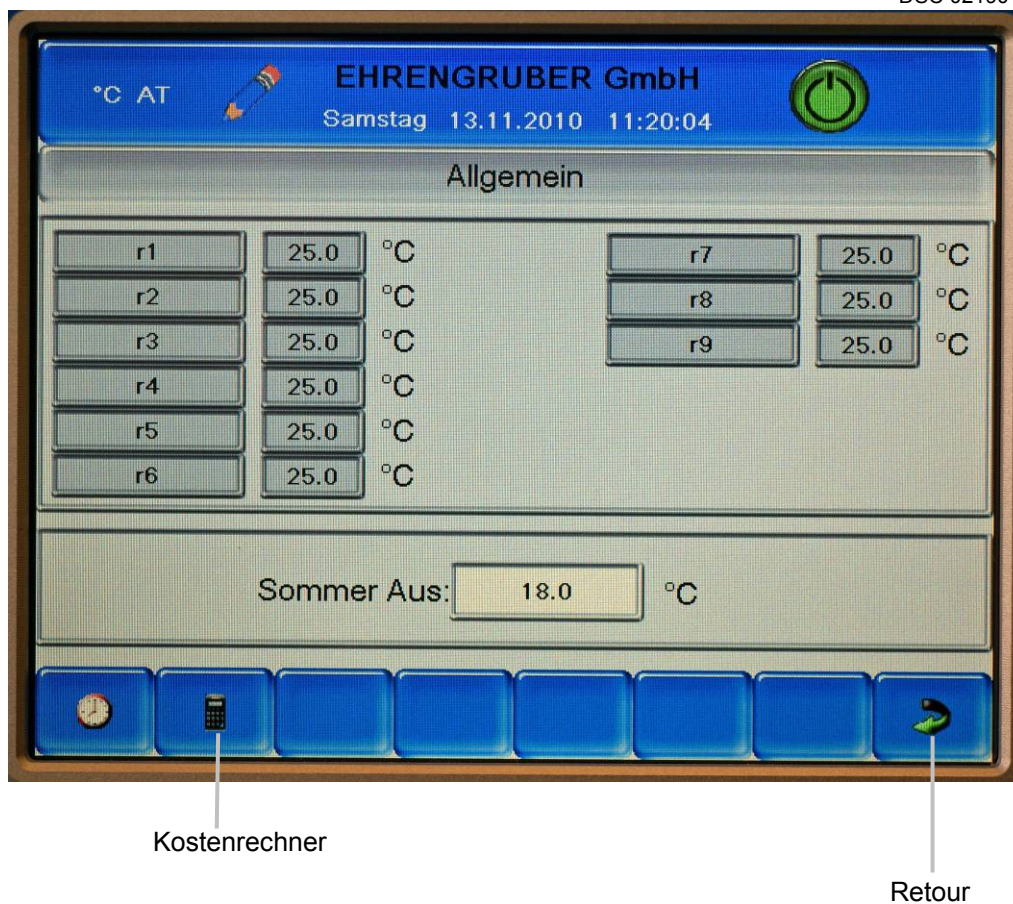 °C AT
EHRENGRUBER GmbH
Samstag 13.11.2010 11:20:04
Allgemein
r1 25.0 °C r7 25.0 °C
r2 25.0 °C r8 25.0 °C
r3 25.0 °C r9 25.0 °C
r4 25.0 °C
r5 25.0 °C
r6 25.0 °C
Sommer Aus: 18.0 °C
Kostenrechner
Retour